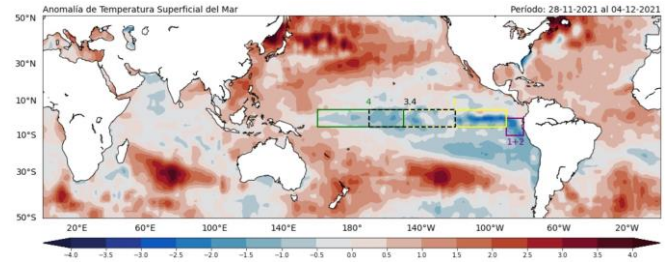 Anomalía de Temperatura Superficial del Mar Período: 28-11-2021 al 04-12-2021
50°N
30°N
10°N
4 3.4
10°S
1+2
30°S
50°S
20°E 60°E 100°E 140°E 180° 140°W 100°W 60°W 20°W
−4.0 −3.5 −3.0 −2.5 −2.0 −1.5 −1.0 −0.5 0.0 0.5 1.0 1.5 2.0 2.5 3.0 3.5 4.0